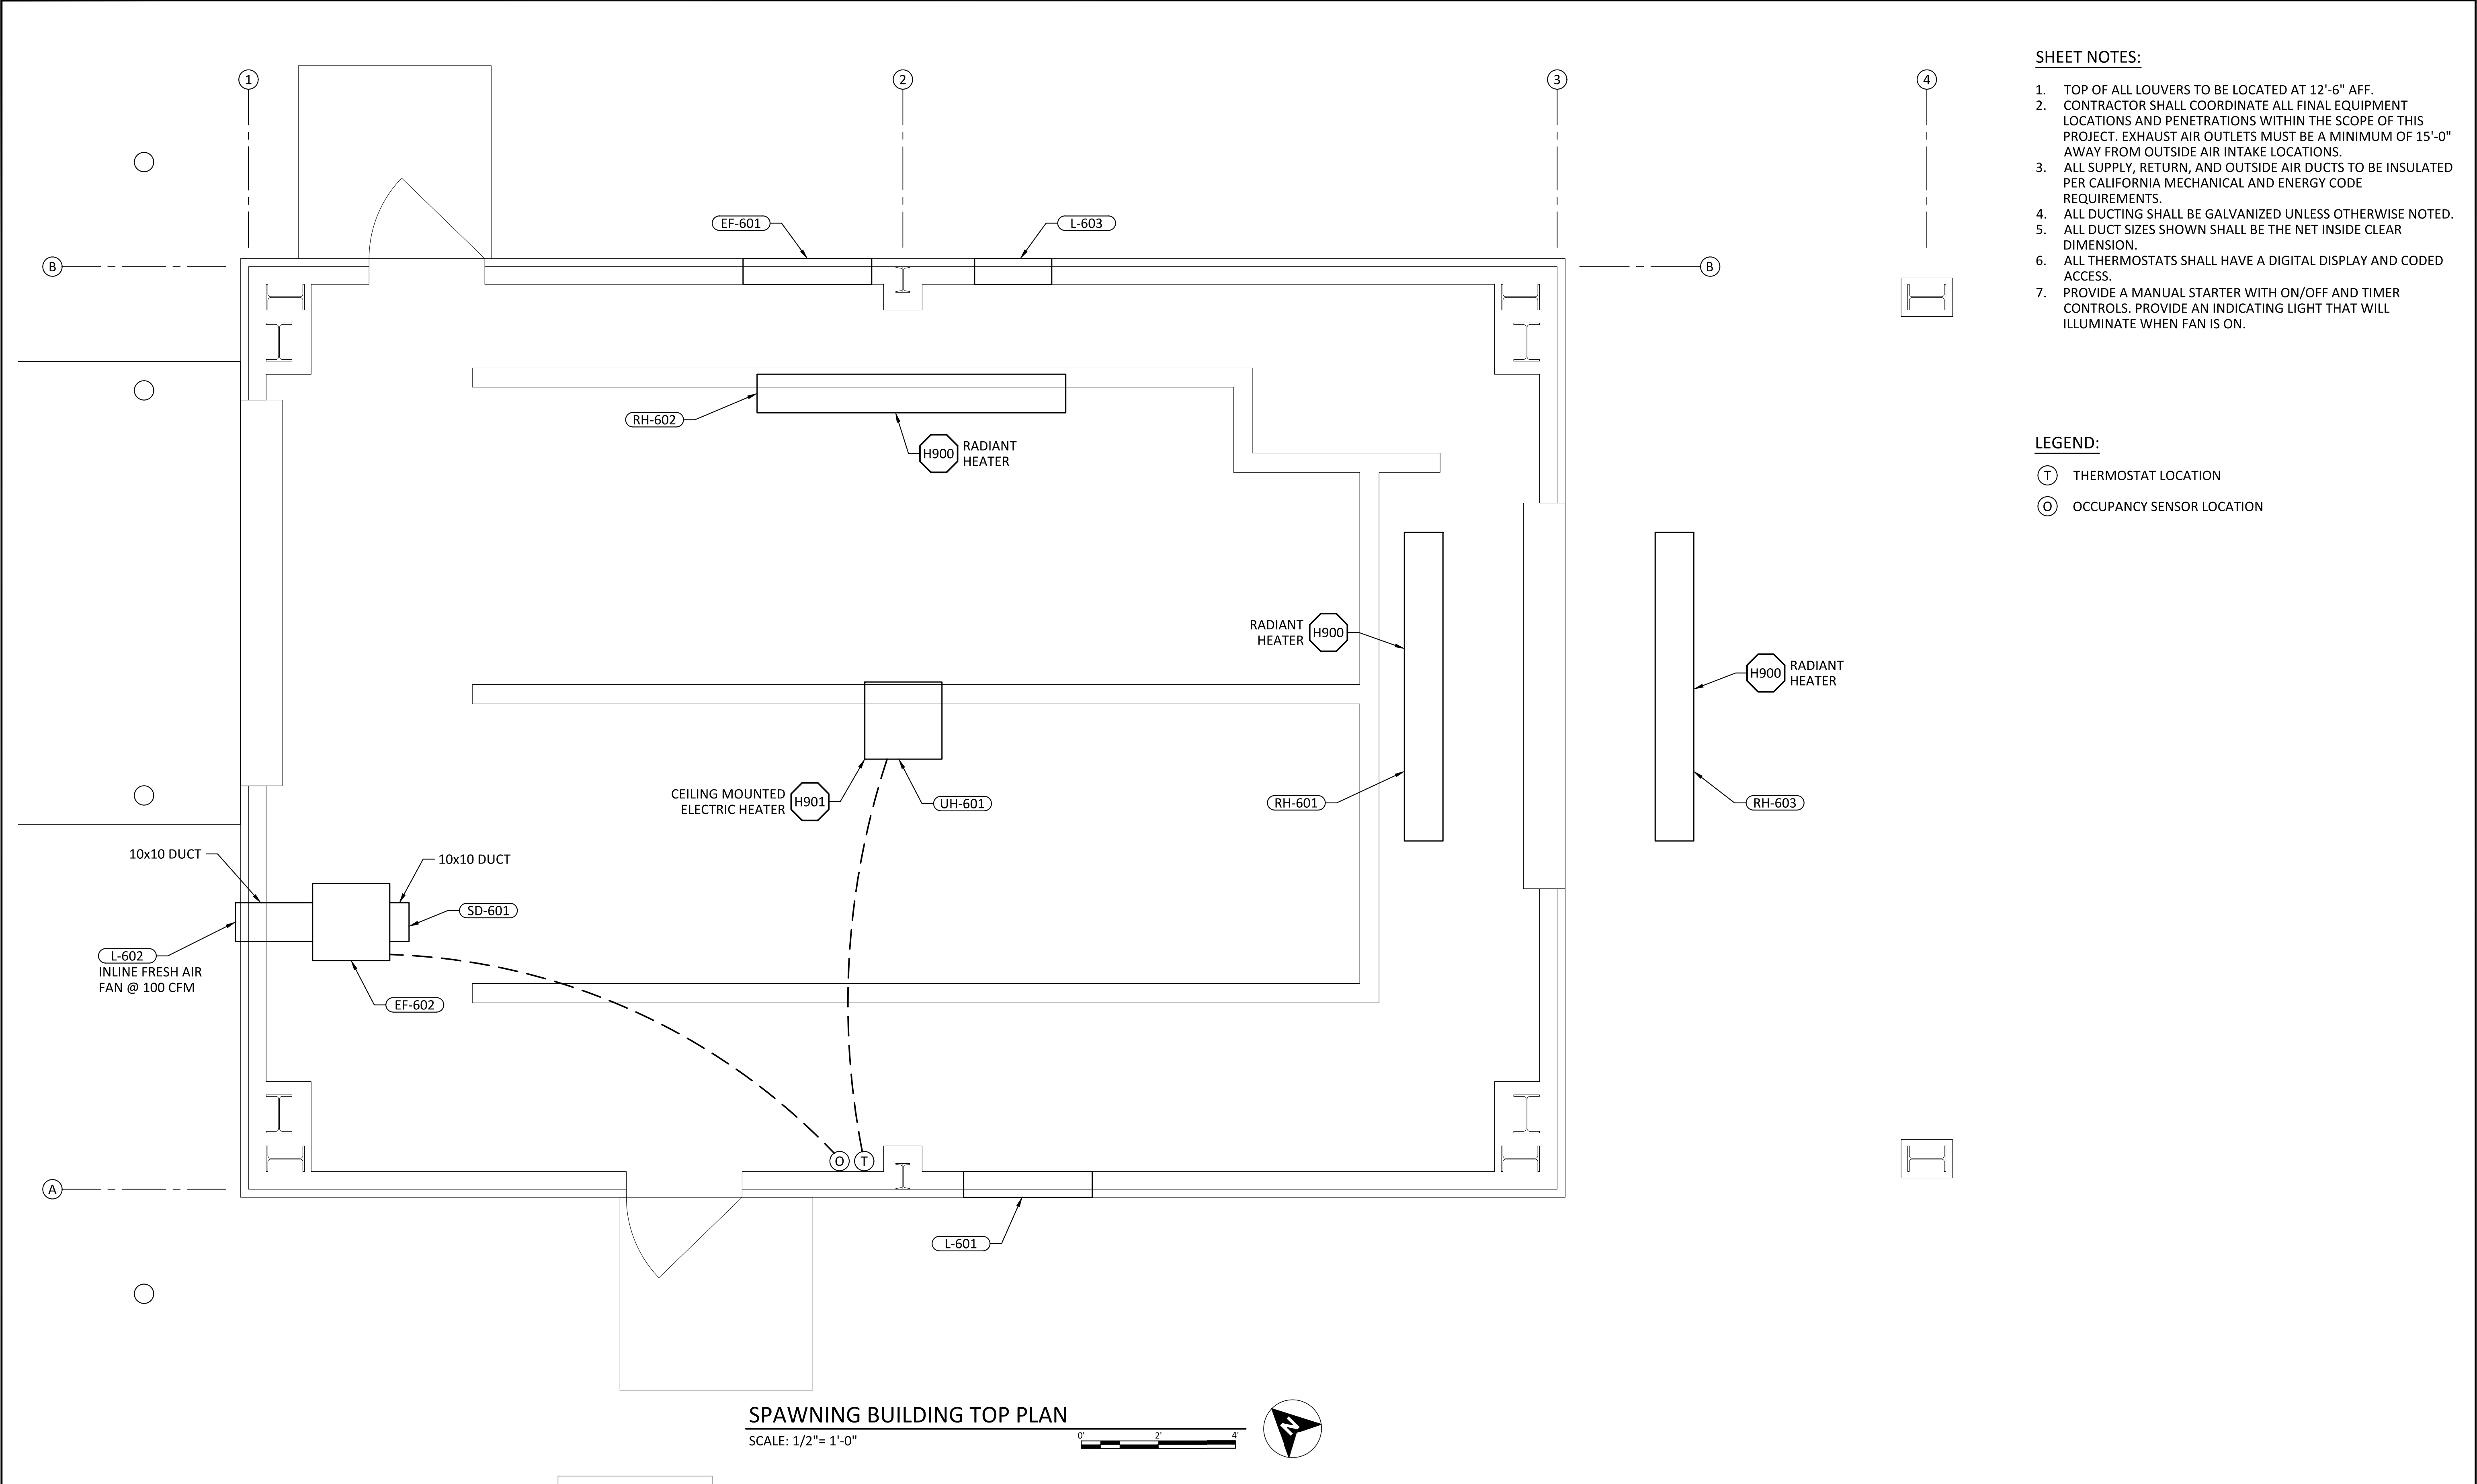 1
2
3
4
SHEET NOTES:
1. TOP OF ALL LOUVERS TO BE LOCATED AT 12'-6" AFF.
2. CONTRACTOR SHALL COORDINATE ALL FINAL EQUIPMENT
LOCATIONS AND PENETRATIONS WITHIN THE SCOPE OF THIS
PROJECT. EXHAUST AIR OUTLETS MUST BE A MINIMUM OF 15'-0"
AWAY FROM OUTSIDE AIR INTAKE LOCATIONS.
3. ALL SUPPLY, RETURN, AND OUTSIDE AIR DUCTS TO BE INSULATED
PER CALIFORNIA MECHANICAL AND ENERGY CODE
REQUIREMENTS.
4. ALL DUCTING SHALL BE GALVANIZED UNLESS OTHERWISE NOTED.
5. ALL DUCT SIZES SHOWN SHALL BE THE NET INSIDE CLEAR
DIMENSION.
6. ALL THERMOSTATS SHALL HAVE A DIGITAL DISPLAY AND CODED
ACCESS.
7. PROVIDE A MANUAL STARTER WITH ON/OFF AND TIMER
CONTROLS. PROVIDE AN INDICATING LIGHT THAT WILL
ILLUMINATE WHEN FAN IS ON.
LEGEND:
T THERMOSTAT LOCATION
O OCCUPANCY SENSOR LOCATION
EF-601
L-603
B
B
RH-602
H900
RADIANT
HEATER
RADIANT
HEATER
H900
H900
RADIANT
HEATER
CEILING MOUNTED
ELECTRIC HEATER
H901
UH-601
RH-601
RH-603
10x10 DUCT
10x10 DUCT
SD-601
L-602
INLINE FRESH AIR
FAN @ 100 CFM
EF-602
O
T
A
L-601
SPAWNING BUILDING TOP PLAN
SCALE: 1/2"= 1'-0"
0' 2' 4'
N